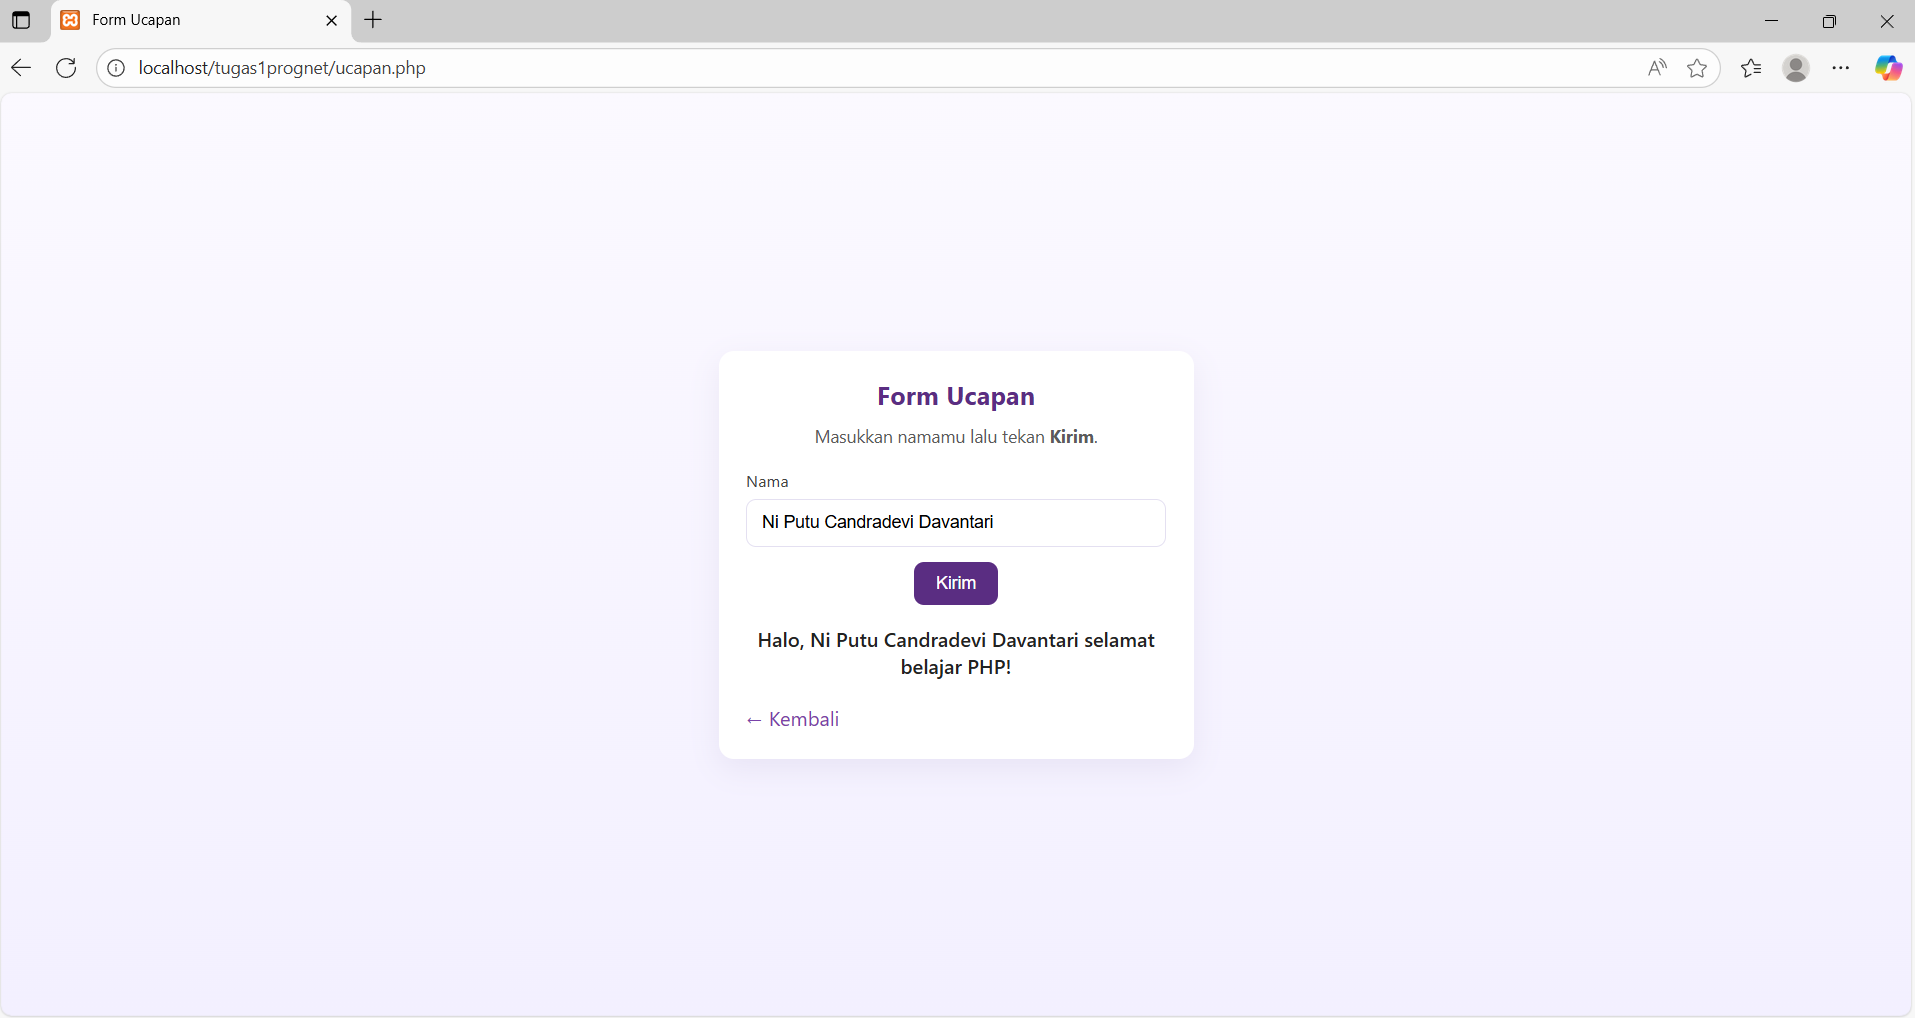 Form Ucapan
localhost/tugas1prognet/ucapan.php
Form Ucapan
Masukkan namamu lalu tekan Kirim.
Nama
Ni Putu Candradevi Davantari
Kirim
Halo, Ni Putu Candradevi Davantari selamat
belajar PHP!
← Kembali